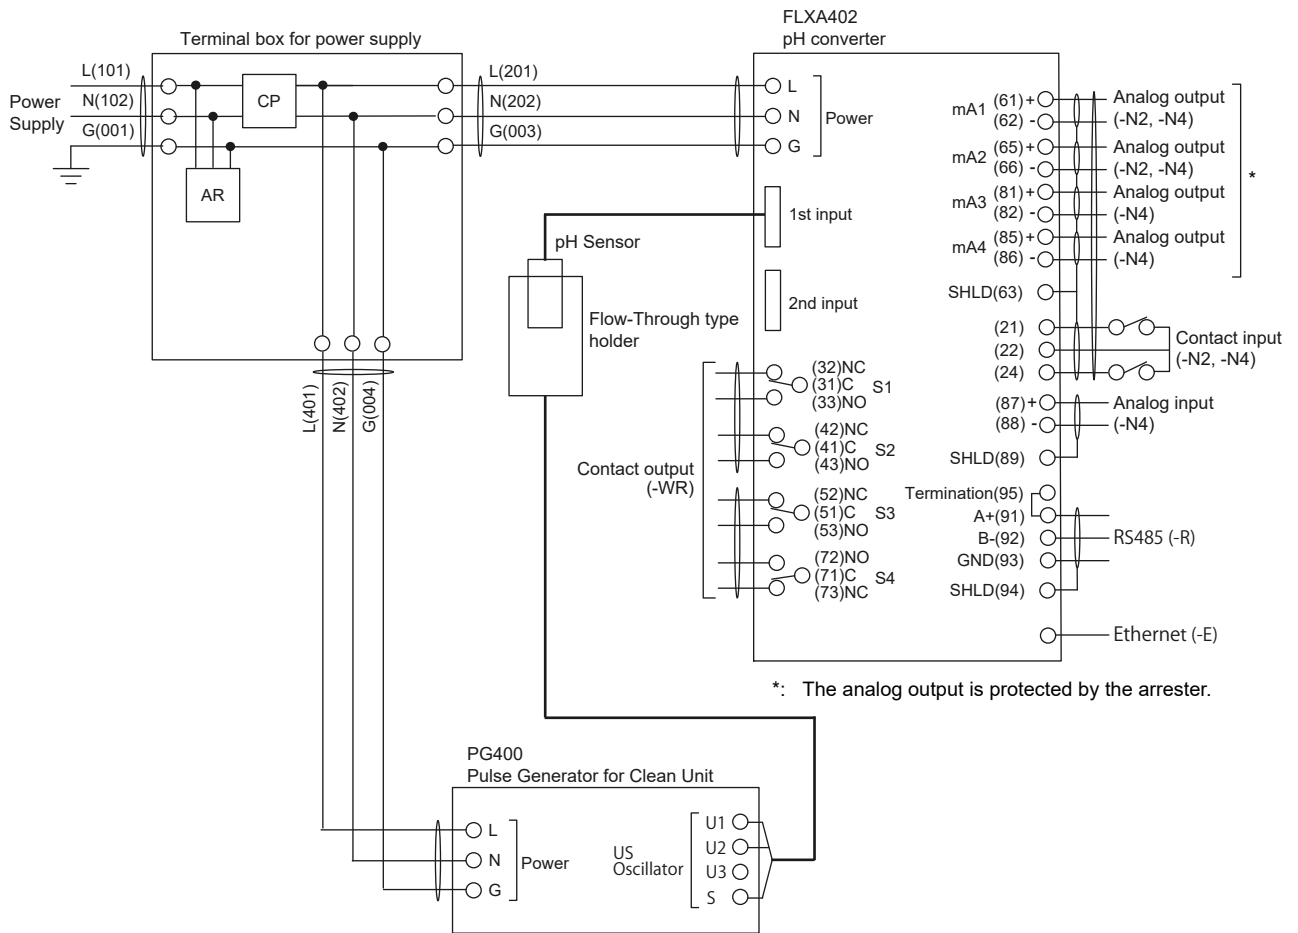 FLXA402
pH converter
Terminal box for power supply
L(101)
N(102)
G(001)
Power
Supply
CP
AR
L(201)
N(202)
G(003)
L
N
G
Power
1st input
2nd input
pH Sensor
Flow-Through type
holder
L(401)
N(402)
G(004)
Contact output
(-WR)
(32)NC
(31)C
(33)NO
S1
(42)NC
(41)C
(43)NO
S2
(52)NC
(51)C
(53)NO
S3
(72)NO
(71)C
(73)NC
S4
mA1
(61)+
(62) -
Analog output
(-N2, -N4)
mA2
(65)+
(66) -
Analog output
(-N2, -N4)
mA3
(81)+
(82) -
Analog output
(-N4)
mA4
(85)+
(86) -
Analog output
(-N4)
*
SHLD(63)
(21)
(22)
(24)
Contact input
(-N2, -N4)
(87)+
(88) -
Analog input
(-N4)
SHLD(89)
Termination(95)
A+(91)
B-(92)
GND(93)
SHLD(94)
RS485 (-R)
Ethernet (-E)
*: The analog output is protected by the arrester.
PG400
Pulse Generator for Clean Unit
L
N
G
Power
US
Oscillator
U1
U2
U3
S